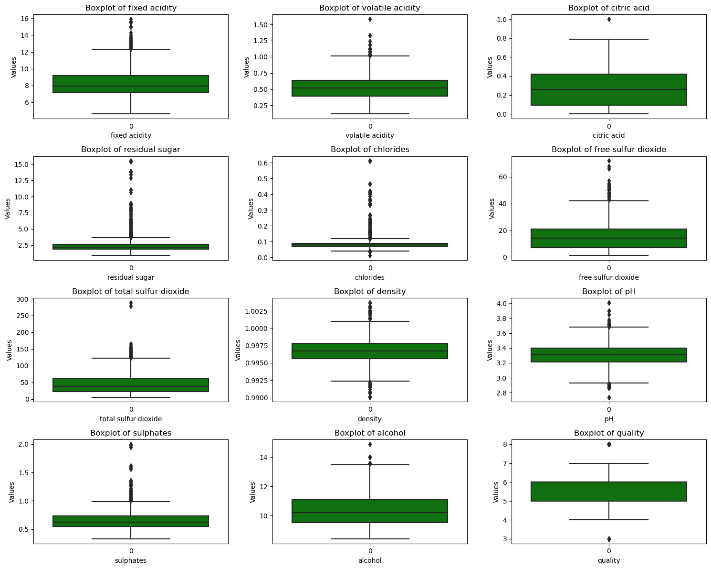 Boxplot of fixed acidity
Values
16
14
12
10
8
6
0
fixed acidity
Boxplot of volatile acidity
Values
1.50
1.25
1.00
0.75
0.50
0.25
0
volatile acidity
Boxplot of citric acid
Values
1.0
0.8
0.6
0.4
0.2
0.0
0
citric acid
Boxplot of residual sugar
Values
15.0
12.5
10.0
7.5
5.0
2.5
0
residual sugar
Boxplot of chlorides
Values
0.6
0.5
0.4
0.3
0.2
0.1
0.0
0
chlorides
Boxplot of free sulfur dioxide
Values
60
40
20
0
0
free sulfur dioxide
Boxplot of total sulfur dioxide
Values
300
250
200
150
100
50
0
0
total sulfur dioxide
Boxplot of density
Values
1.0025
1.0000
0.9975
0.9950
0.9925
0.9900
0
density
Boxplot of pH
Values
4.0
3.8
3.6
3.4
3.2
3.0
2.8
0
pH
Boxplot of sulphates
Values
2.0
1.5
1.0
0.5
0
sulphates
Boxplot of alcohol
Values
14
12
10
0
alcohol
Boxplot of quality
Values
8
7
6
5
4
3
0
quality